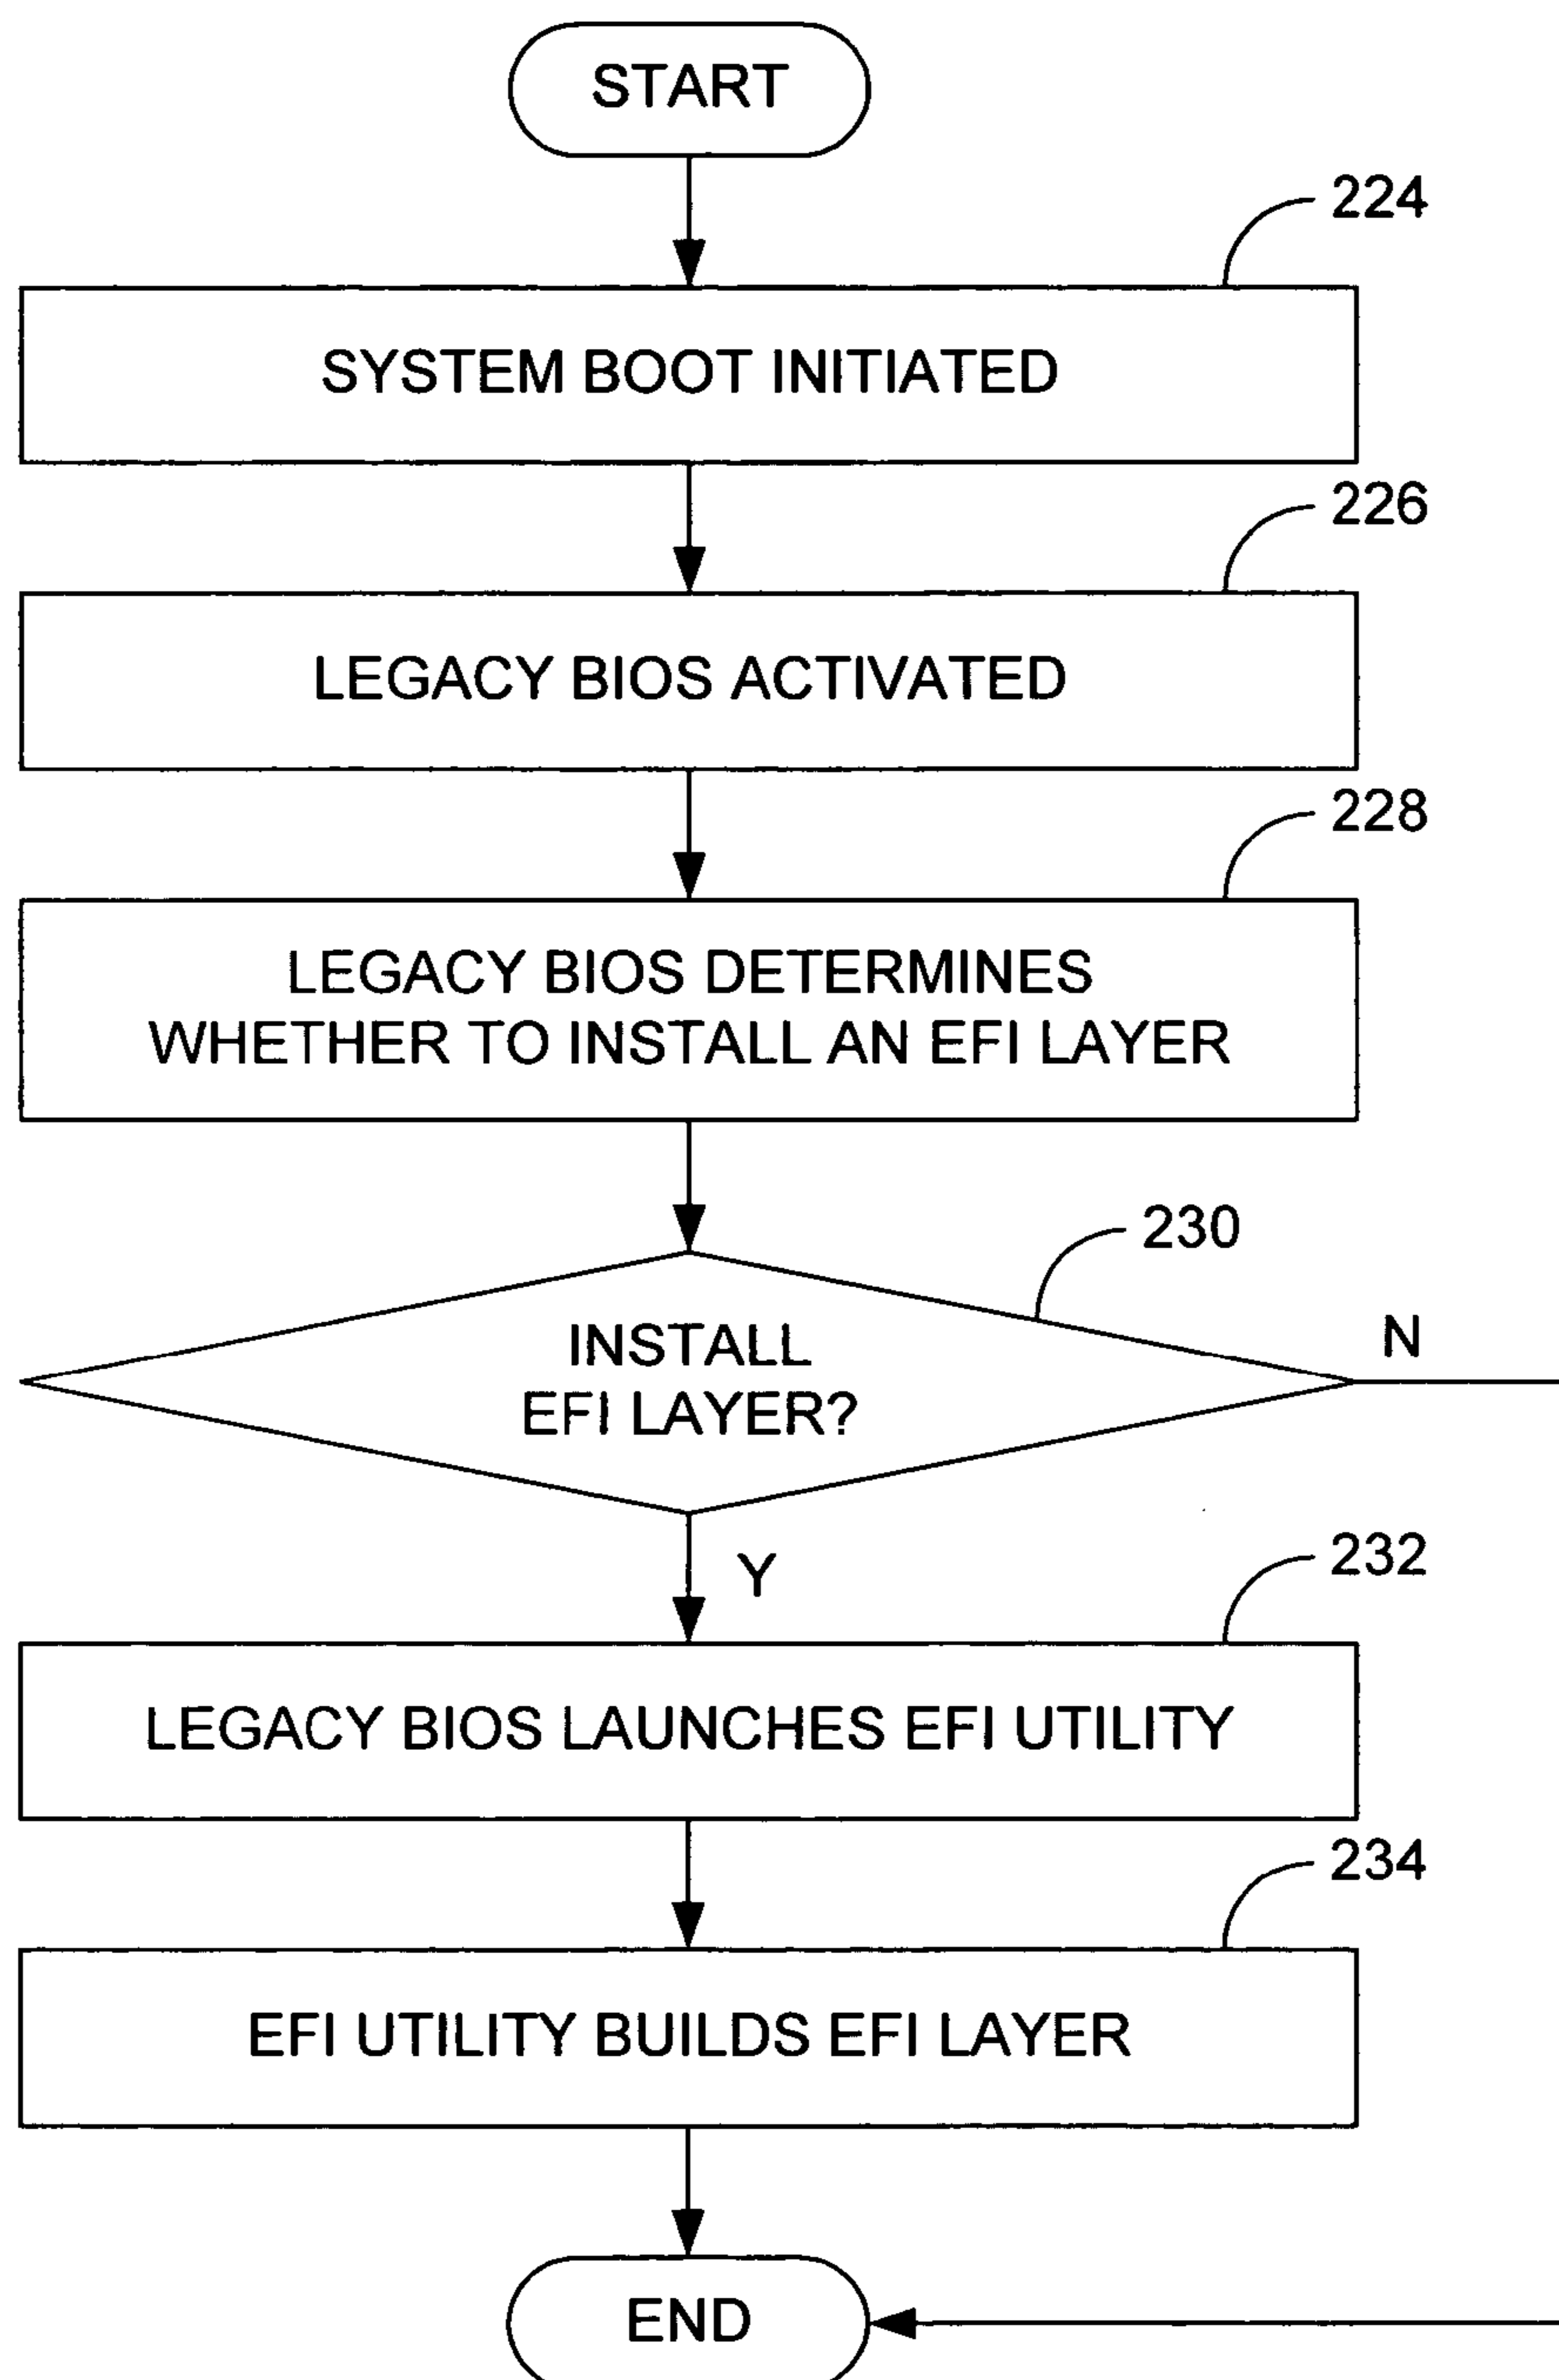 START
224
SYSTEM BOOT INITIATED
226
LEGACY BIOS ACTIVATED
228
LEGACY BIOS DETERMINES
WHETHER TO INSTALL AN EFI LAYER
230
INSTALL
EFI LAYER?
N
Y
232
LEGACY BIOS LAUNCHES EFI UTILITY
234
EFI UTILITY BUILDS EFI LAYER
END